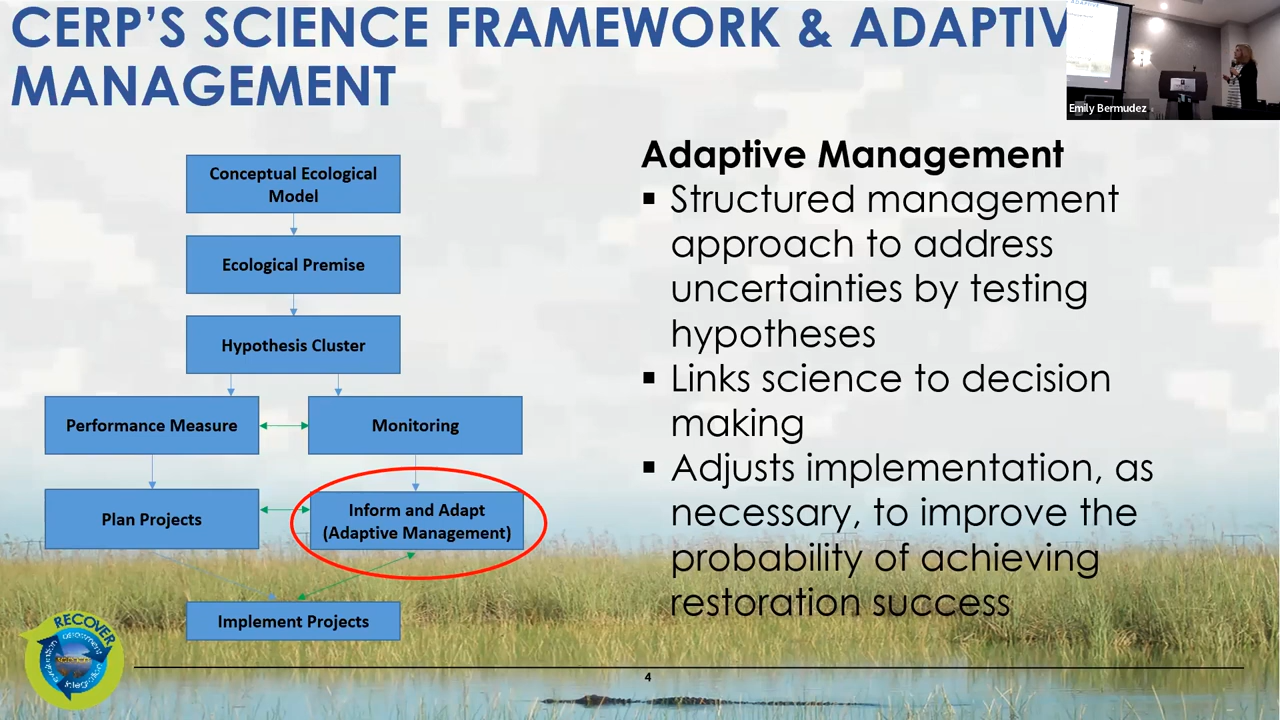 CERP'S SCIENCE FRAMEWORK & ADAPTIV
MANAGEMENT
Emily Bermudez
Conceptual Ecological
Model
Ecological Premise
Hypothesis Cluster
Performance Measure
Monitoring
Plan Projects
Inform and Adapt
(Adaptive Management)
Implement Projects
Adaptive Management
▪ Structured management
approach to address
uncertainties by testing
hypotheses
▪ Links science to decision
making
▪ Adjusts implementation, as
necessary, to improve the
probability of achieving
restoration success
RECOVER
4